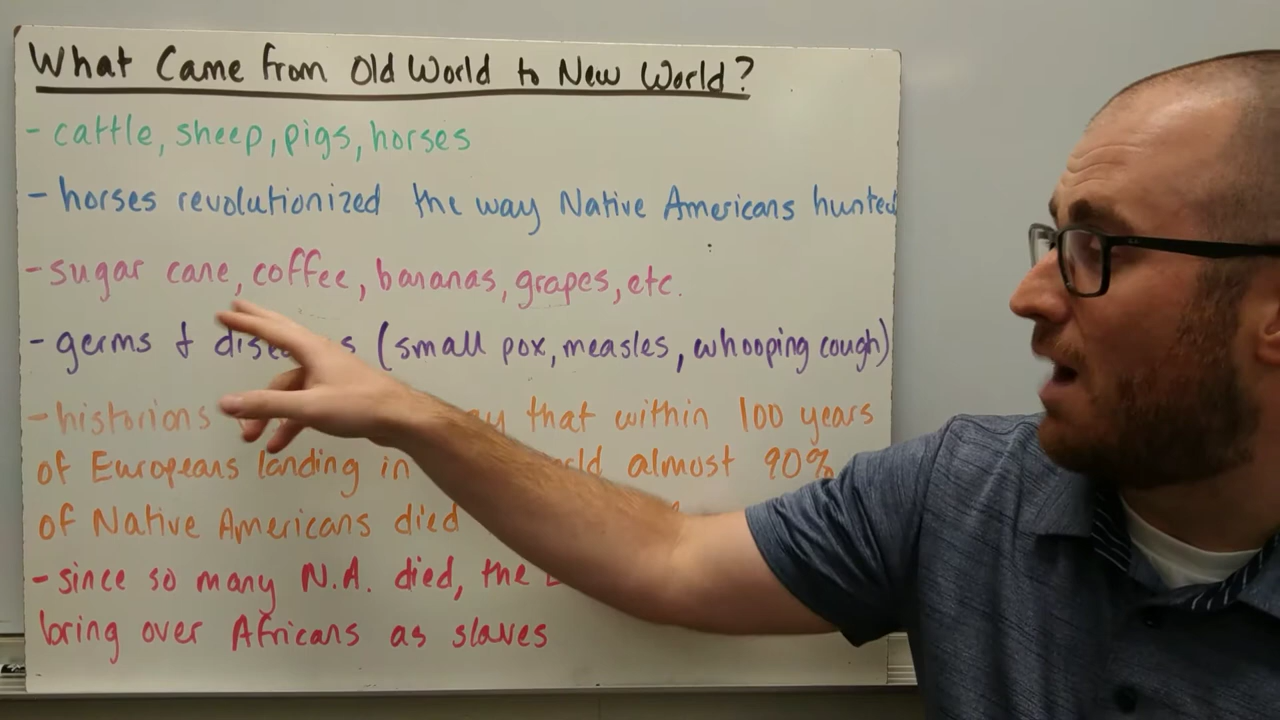 What Came from Old World to New World?
- cattle, sheep, pigs, horses
- horses revolutionized the way Native Americans hunted
- sugar cane, coffee, bananas, grapes, etc.
- germs & (small pox, measles, whooping cough)
- historians that within 100 years
of Europeans landing in almost 90%
of Native Americans died
- since so many N.A. died, the
bring over Africans as slaves